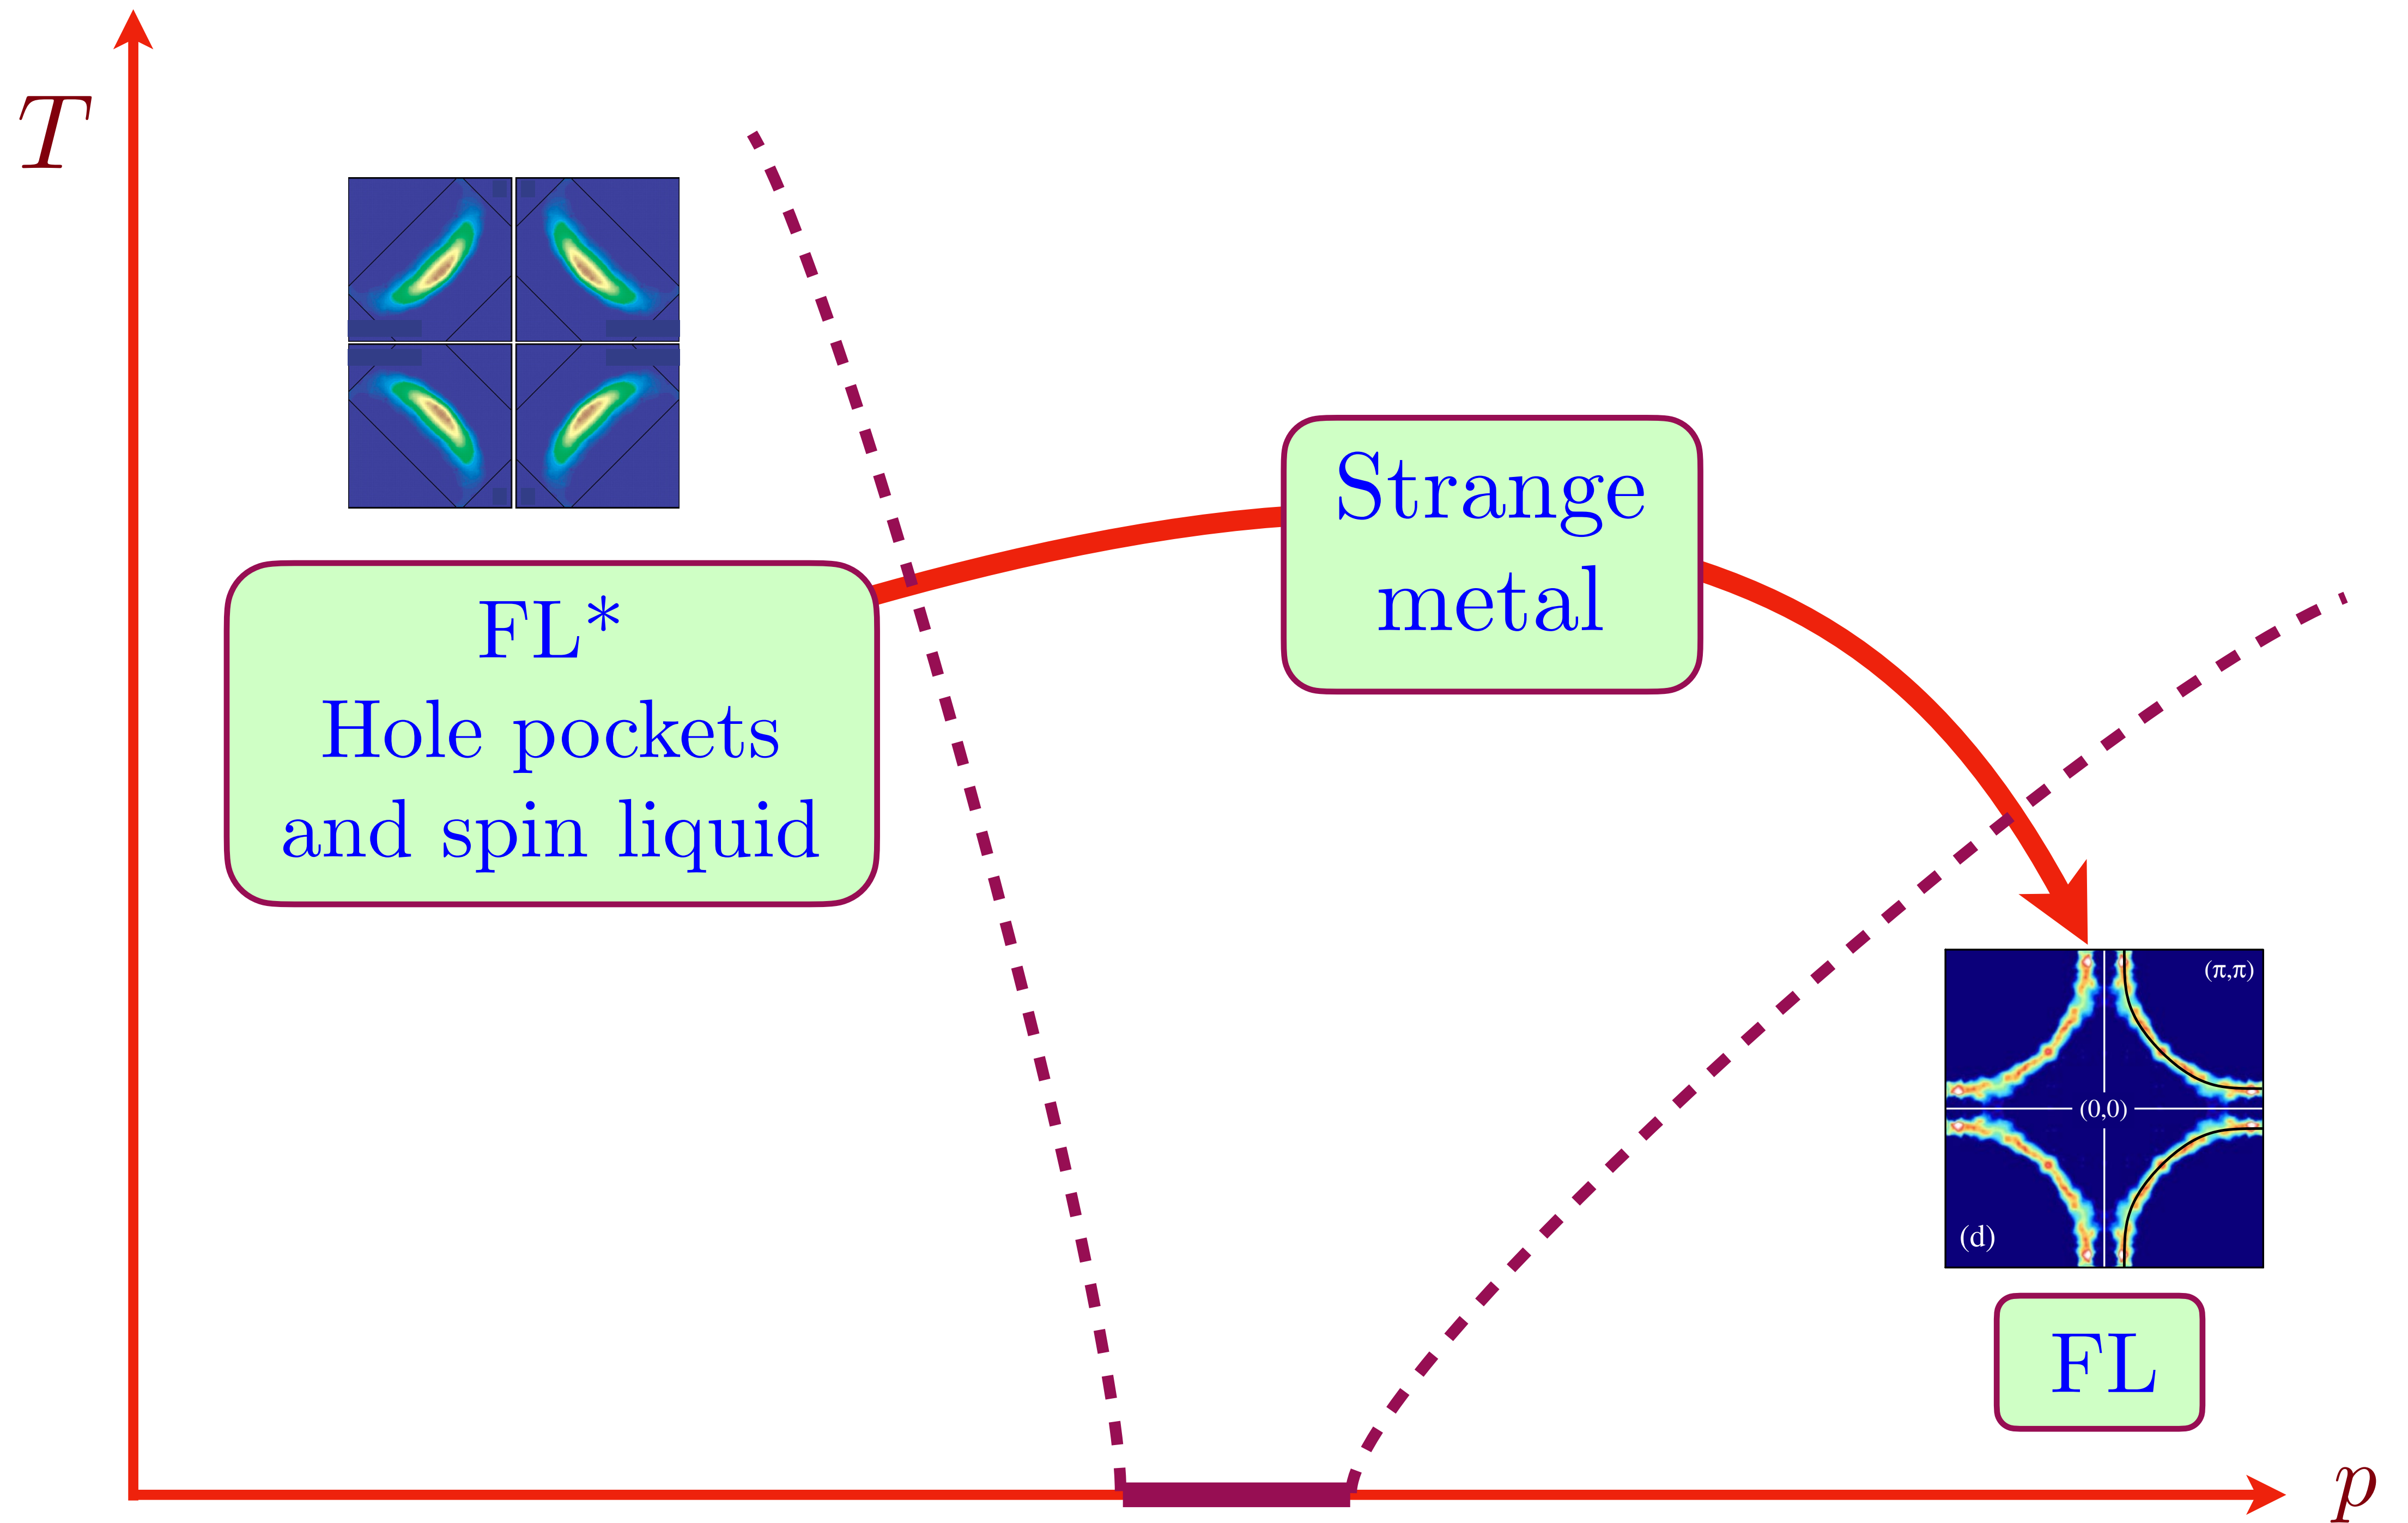 T
FL*
Hole pockets
and spin liquid
Strange
metal
(π,π)
(0,0)
(d)
FL
p